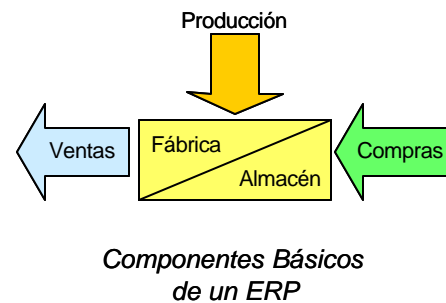 Producción
Ventas
Fábrica
Almacén
Compras
Componentes Básicos
de un ERP